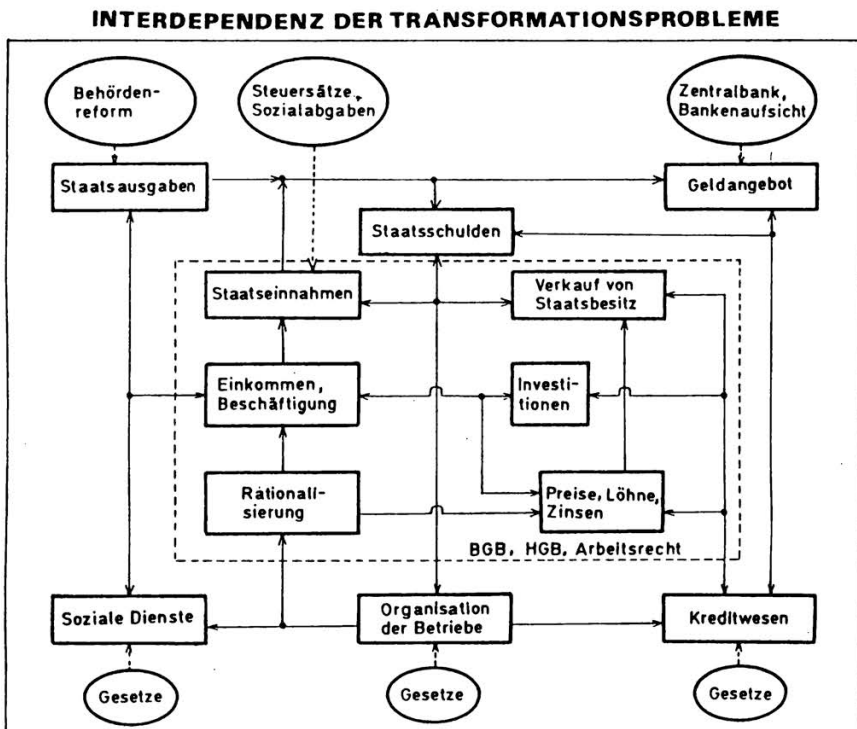 INTERDEPENDENZ DER TRANSFORMATIONSPROBLEME
Behörden-
reform
Steuersätze,
Sozialabgaben
Zentralbank,
Bankenaufsicht
Staatsausgaben
Geldangebot
Staatsschulden
Staatseinnahmen
Verkauf von
Staatsbesitz
Einkommen,
Beschäftigung
Investi-
tionen
Rationali-
sierung
Preise, Löhne,
Zinsen
BGB, HGB, Arbeitsrecht
Soziale Dienste
Organisation
der Betriebe
Kreditwesen
Gesetze
Gesetze
Gesetze